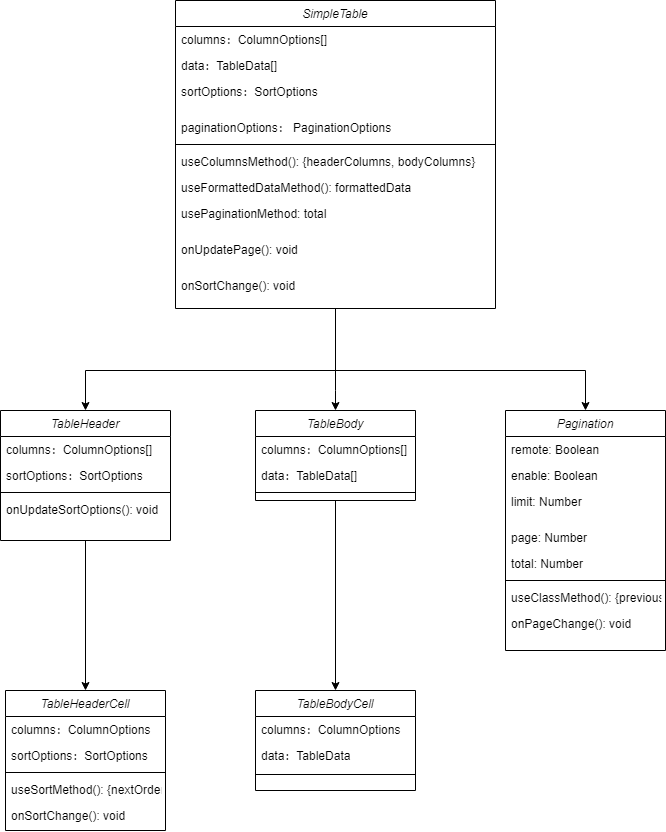 SimpleTable
columns：ColumnOptions[]
data：TableData[]
sortOptions：SortOptions
paginationOptions： PaginationOptions
useColumnsMethod(): {headerColumns, bodyColumns}
useFormattedDataMethod(): formattedData
usePaginationMethod: total
onUpdatePage(): void
onSortChange(): void
TableHeader
columns：ColumnOptions[]
sortOptions：SortOptions
onUpdateSortOptions(): void
TableBody
columns：ColumnOptions[]
data：TableData[]
Pagination
remote: Boolean
enable: Boolean
limit: Number
page: Number
total: Number
useClassMethod(): {previous
onPageChange(): void
TableHeaderCell
columns：ColumnOptions
sortOptions：SortOptions
useSortMethod(): {nextOrde
onSortChange(): void
TableBodyCell
columns：ColumnOptions
data：TableData